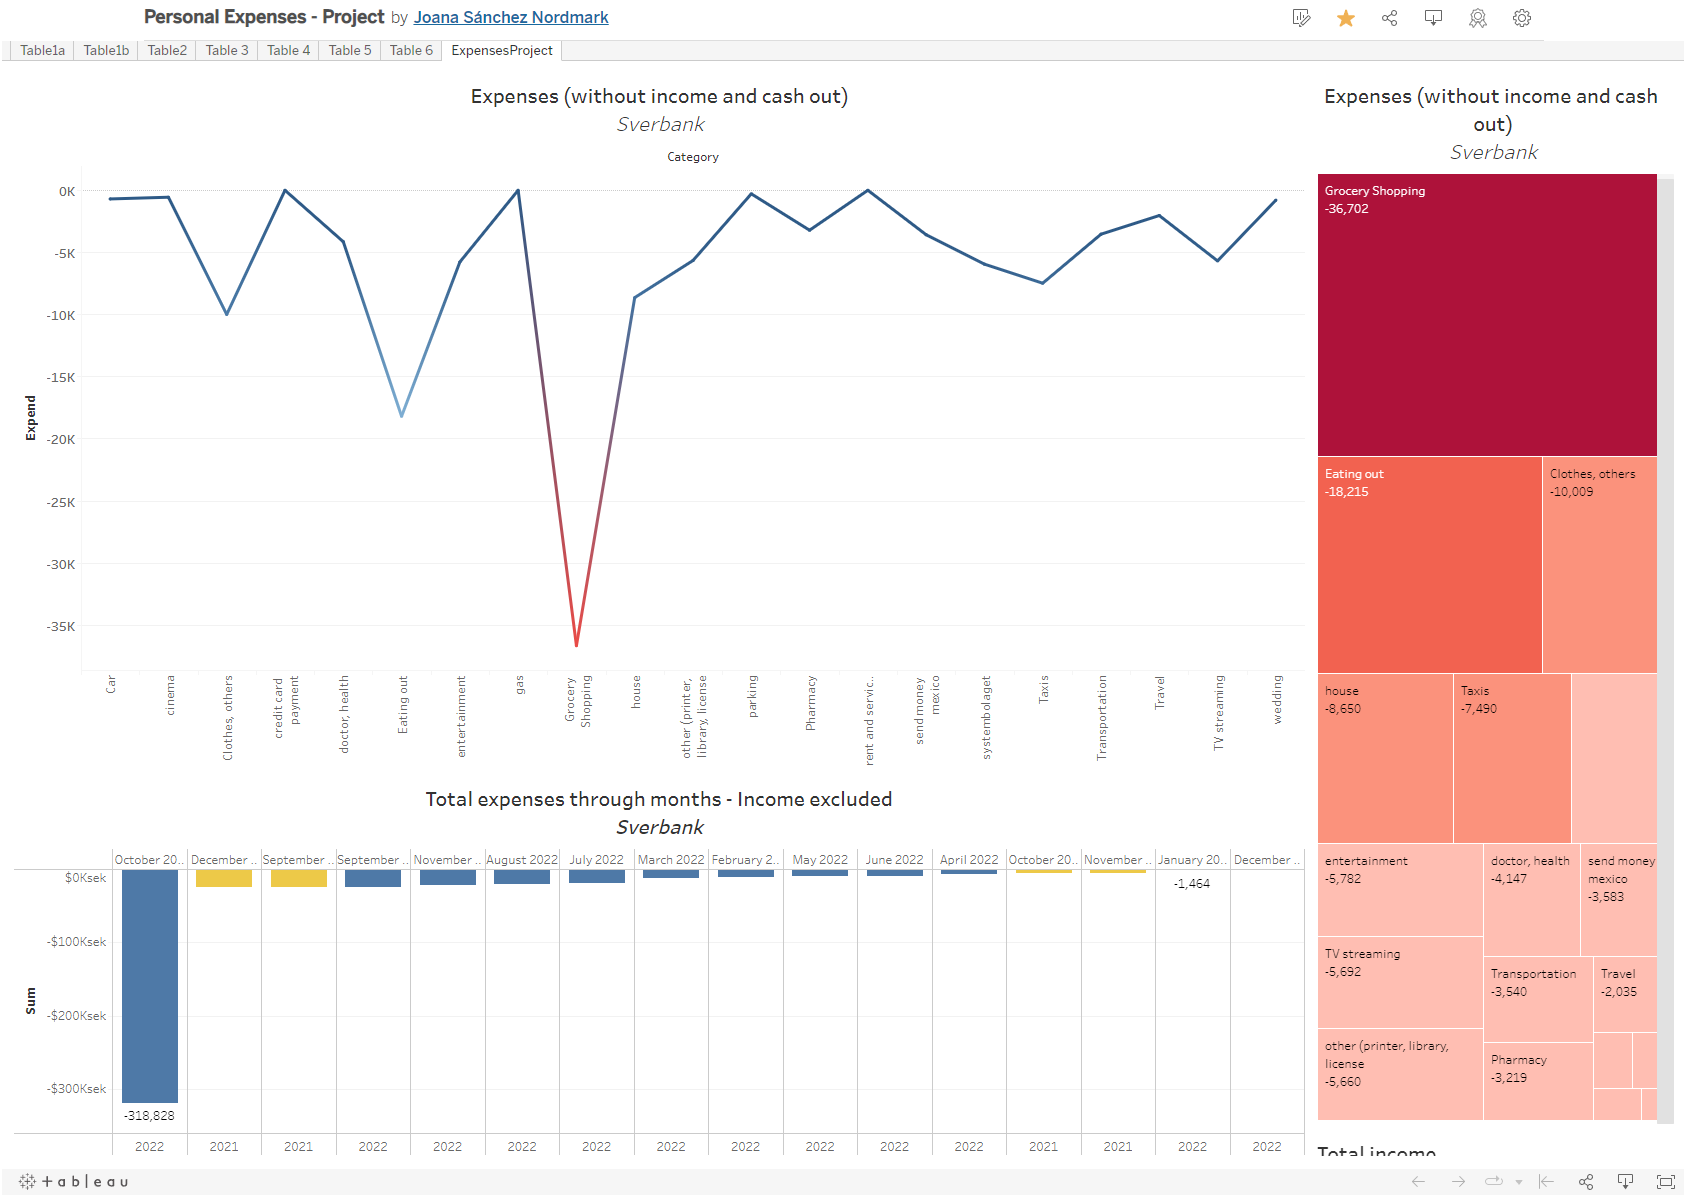 Personal Expenses - Project by Joana Sánchez Nordmark
Table1a Table1b Table2 Table 3 Table 4 Table 5 Table 6 ExpensesProject
Expenses (without income and cash out)
Sverbank
Category
Expend
0K
-5K
-10K
-15K
-20K
-25K
-30K
-35K
Car
cinema
Clothes, others
credit card
payment
doctor, health
Eating out
entertainment
gas
Grocery
Shopping
house
other (printer,
library, license
parking
Pharmacy
rent and servic..
send money
mexico
systembolaget
Taxis
Transportation
Travel
TV streaming
wedding
Expenses (without income and cash
out)
Sverbank
Grocery Shopping
-36,702
Eating out
-18,215
Clothes, others
-10,009
house
-8,650
Taxis
-7,490
entertainment
-5,782
doctor, health
-4,147
send money
mexico
-3,583
TV streaming
-5,692
Transportation
-3,540
Travel
-2,035
other (printer, library,
license
-5,660
Pharmacy
-3,219
Total income
Total expenses through months - Income excluded
Sverbank
October 20.. December .. September .. September .. November .. August 2022 July 2022 March 2022 February 2.. May 2022 June 2022 April 2022 October 20.. November .. January 20.. December ..
Sum
$0Ksek
-$100Ksek
-$200Ksek
-$300Ksek
-318,828
-1,464
2022 2021 2021 2022 2022 2022 2022 2022 2022 2022 2022 2022 2021 2021 2022 2022
+ a b | e a u